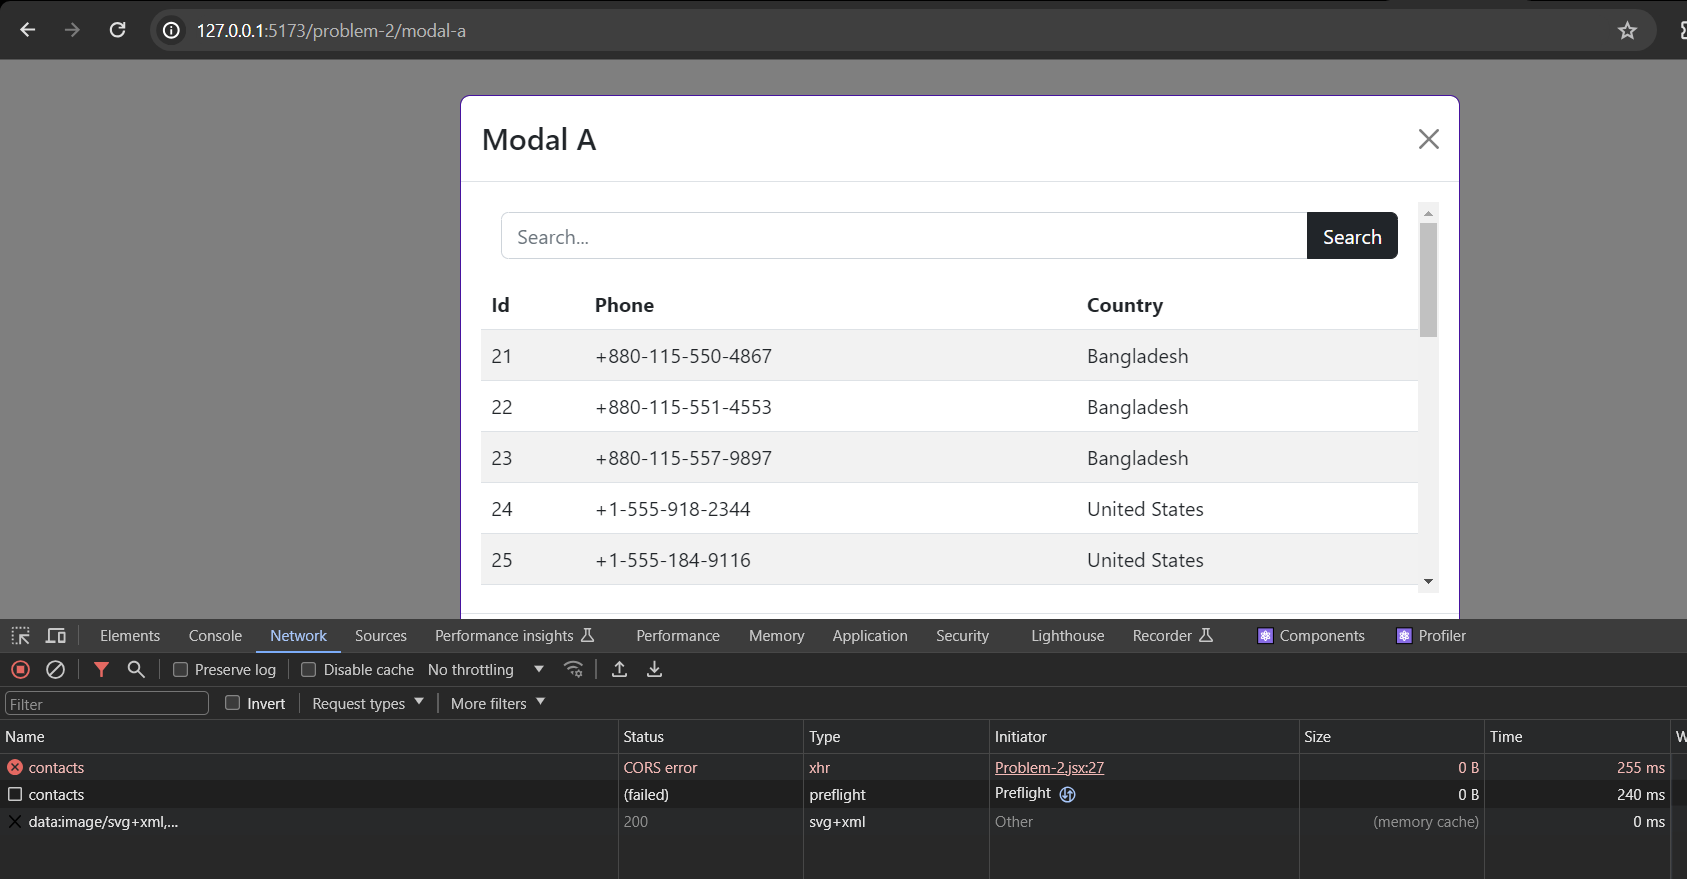 127.0.0.1:5173/problem-2/modal-a
Modal A
Search...
Search
Id Phone Country
21 +880-115-550-4867 Bangladesh
22 +880-115-551-4553 Bangladesh
23 +880-115-557-9897 Bangladesh
24 +1-555-918-2344 United States
25 +1-555-184-9116 United States
Elements Console Network Sources Performance insights Performance Memory Application Security Lighthouse Recorder Components Profiler
Preserve log Disable cache No throttling
Filter Invert Request types More filters
Name Status Type Initiator Size Time W
contacts CORS error xhr Problem-2.jsx:27 0 B 255 ms
contacts (failed) preflight Preflight 0 B 240 ms
data:image/svg+xml,... 200 svg+xml Other (memory cache) 0 ms